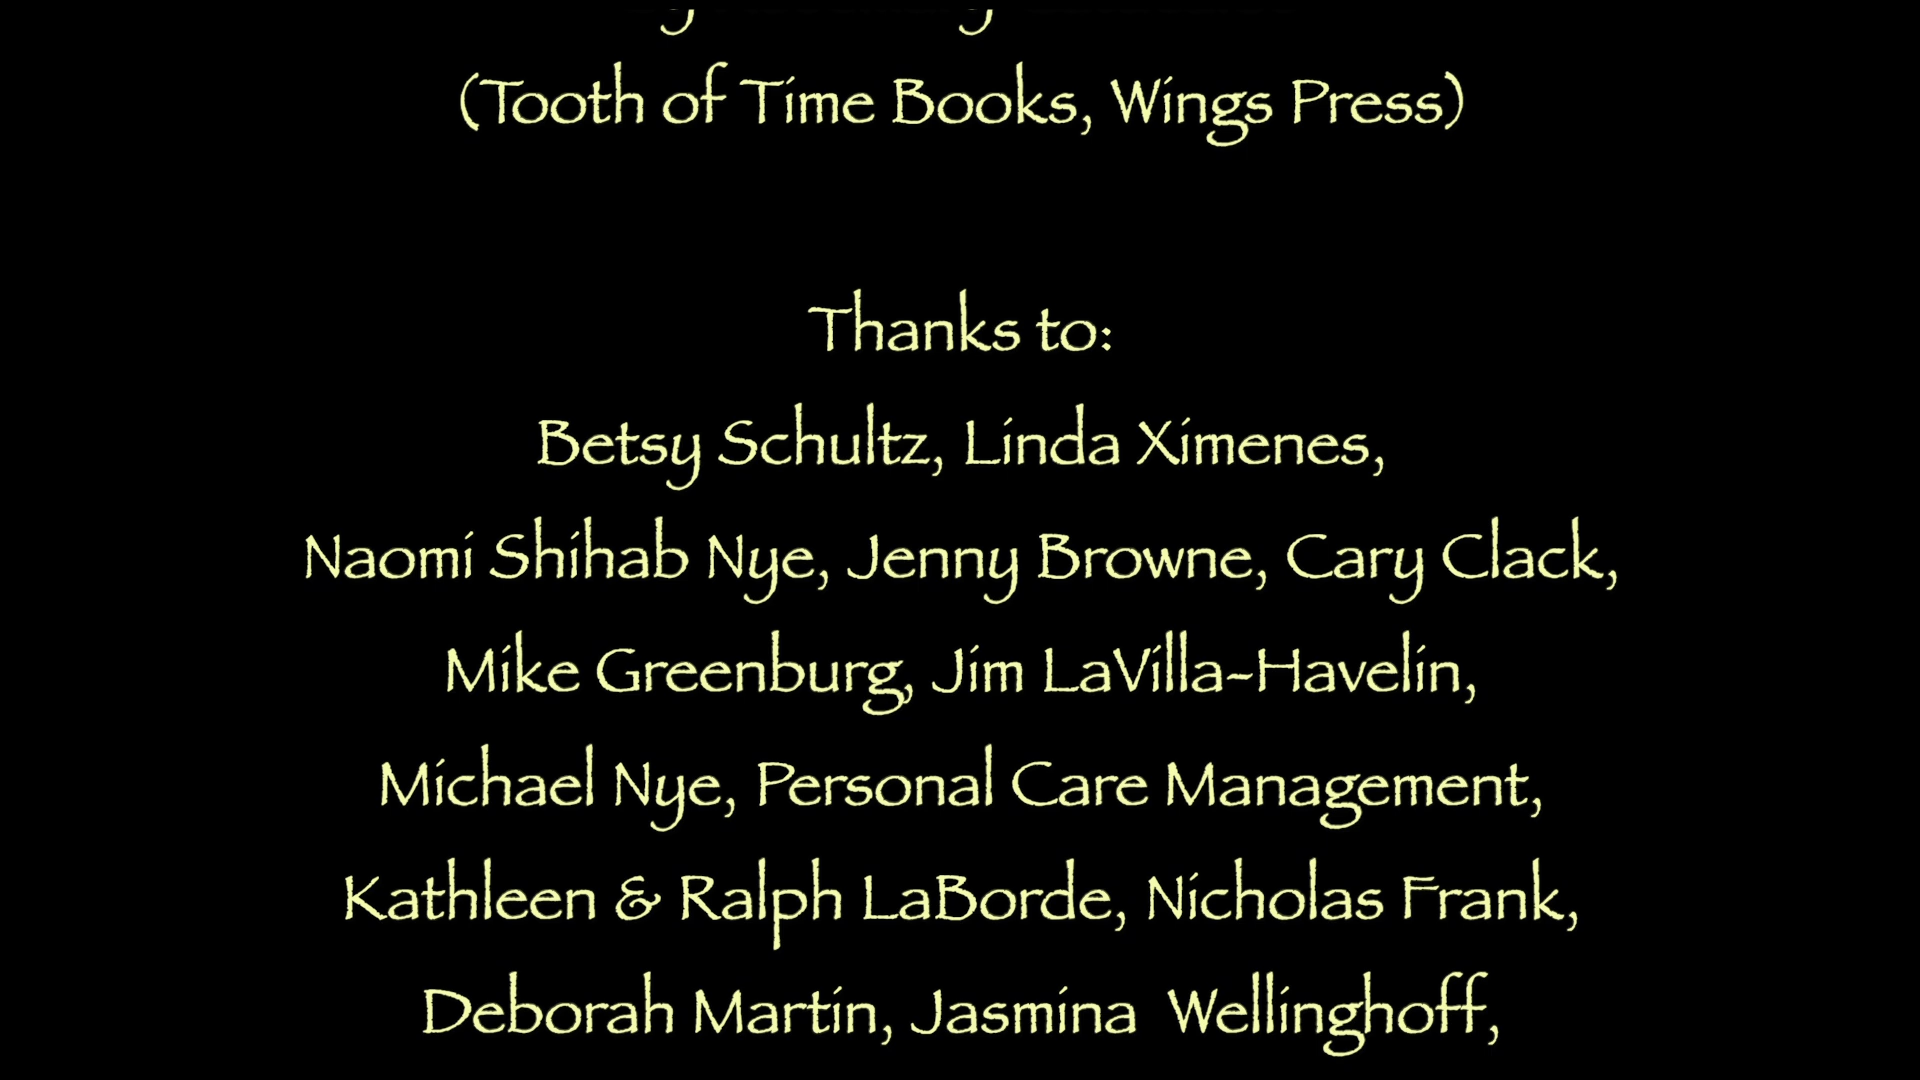 (Tooth of Time Books, Wings Press)
Thanks to:
Betsy Schultz, Linda Ximenes,
Naomi Shihab Nye, Jenny Browne, Cary Clack,
Mike Greenburg, Jim LaVilla-Havelin,
Michael Nye, Personal Care Management,
Kathleen & Ralph LaBorde, Nicholas Frank,
Deborah Martin, Jasmina Wellinghoff,